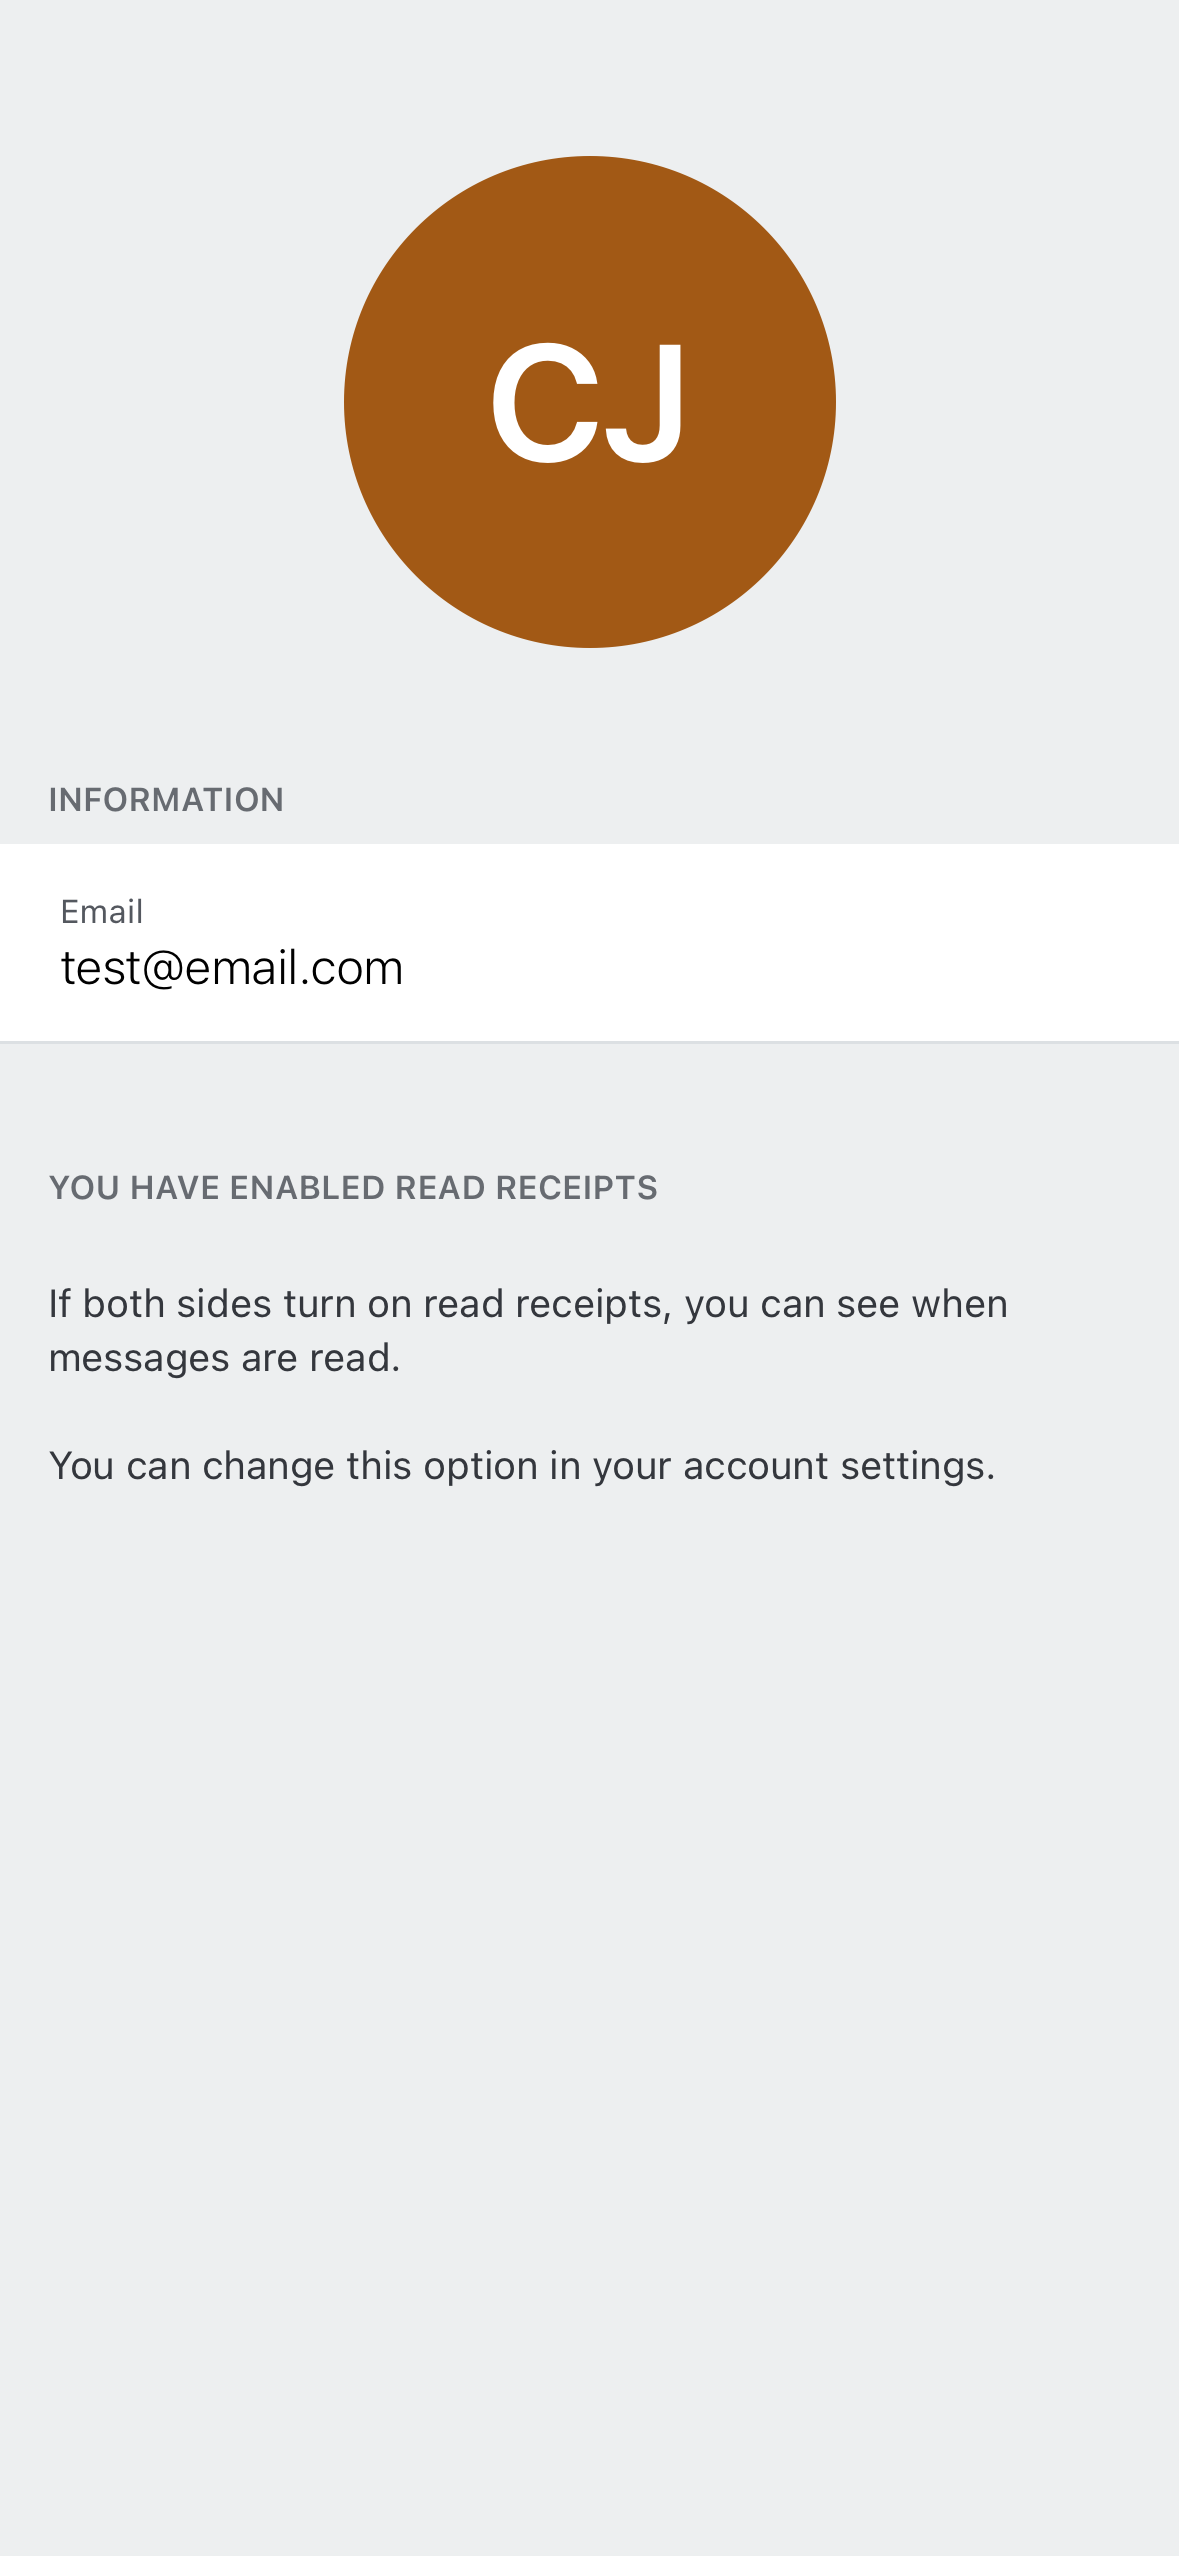 CJ
INFORMATION
Email
test@email.com
YOU HAVE ENABLED READ RECEIPTS
If both sides turn on read receipts, you can see when
messages are read.
You can change this option in your account settings.